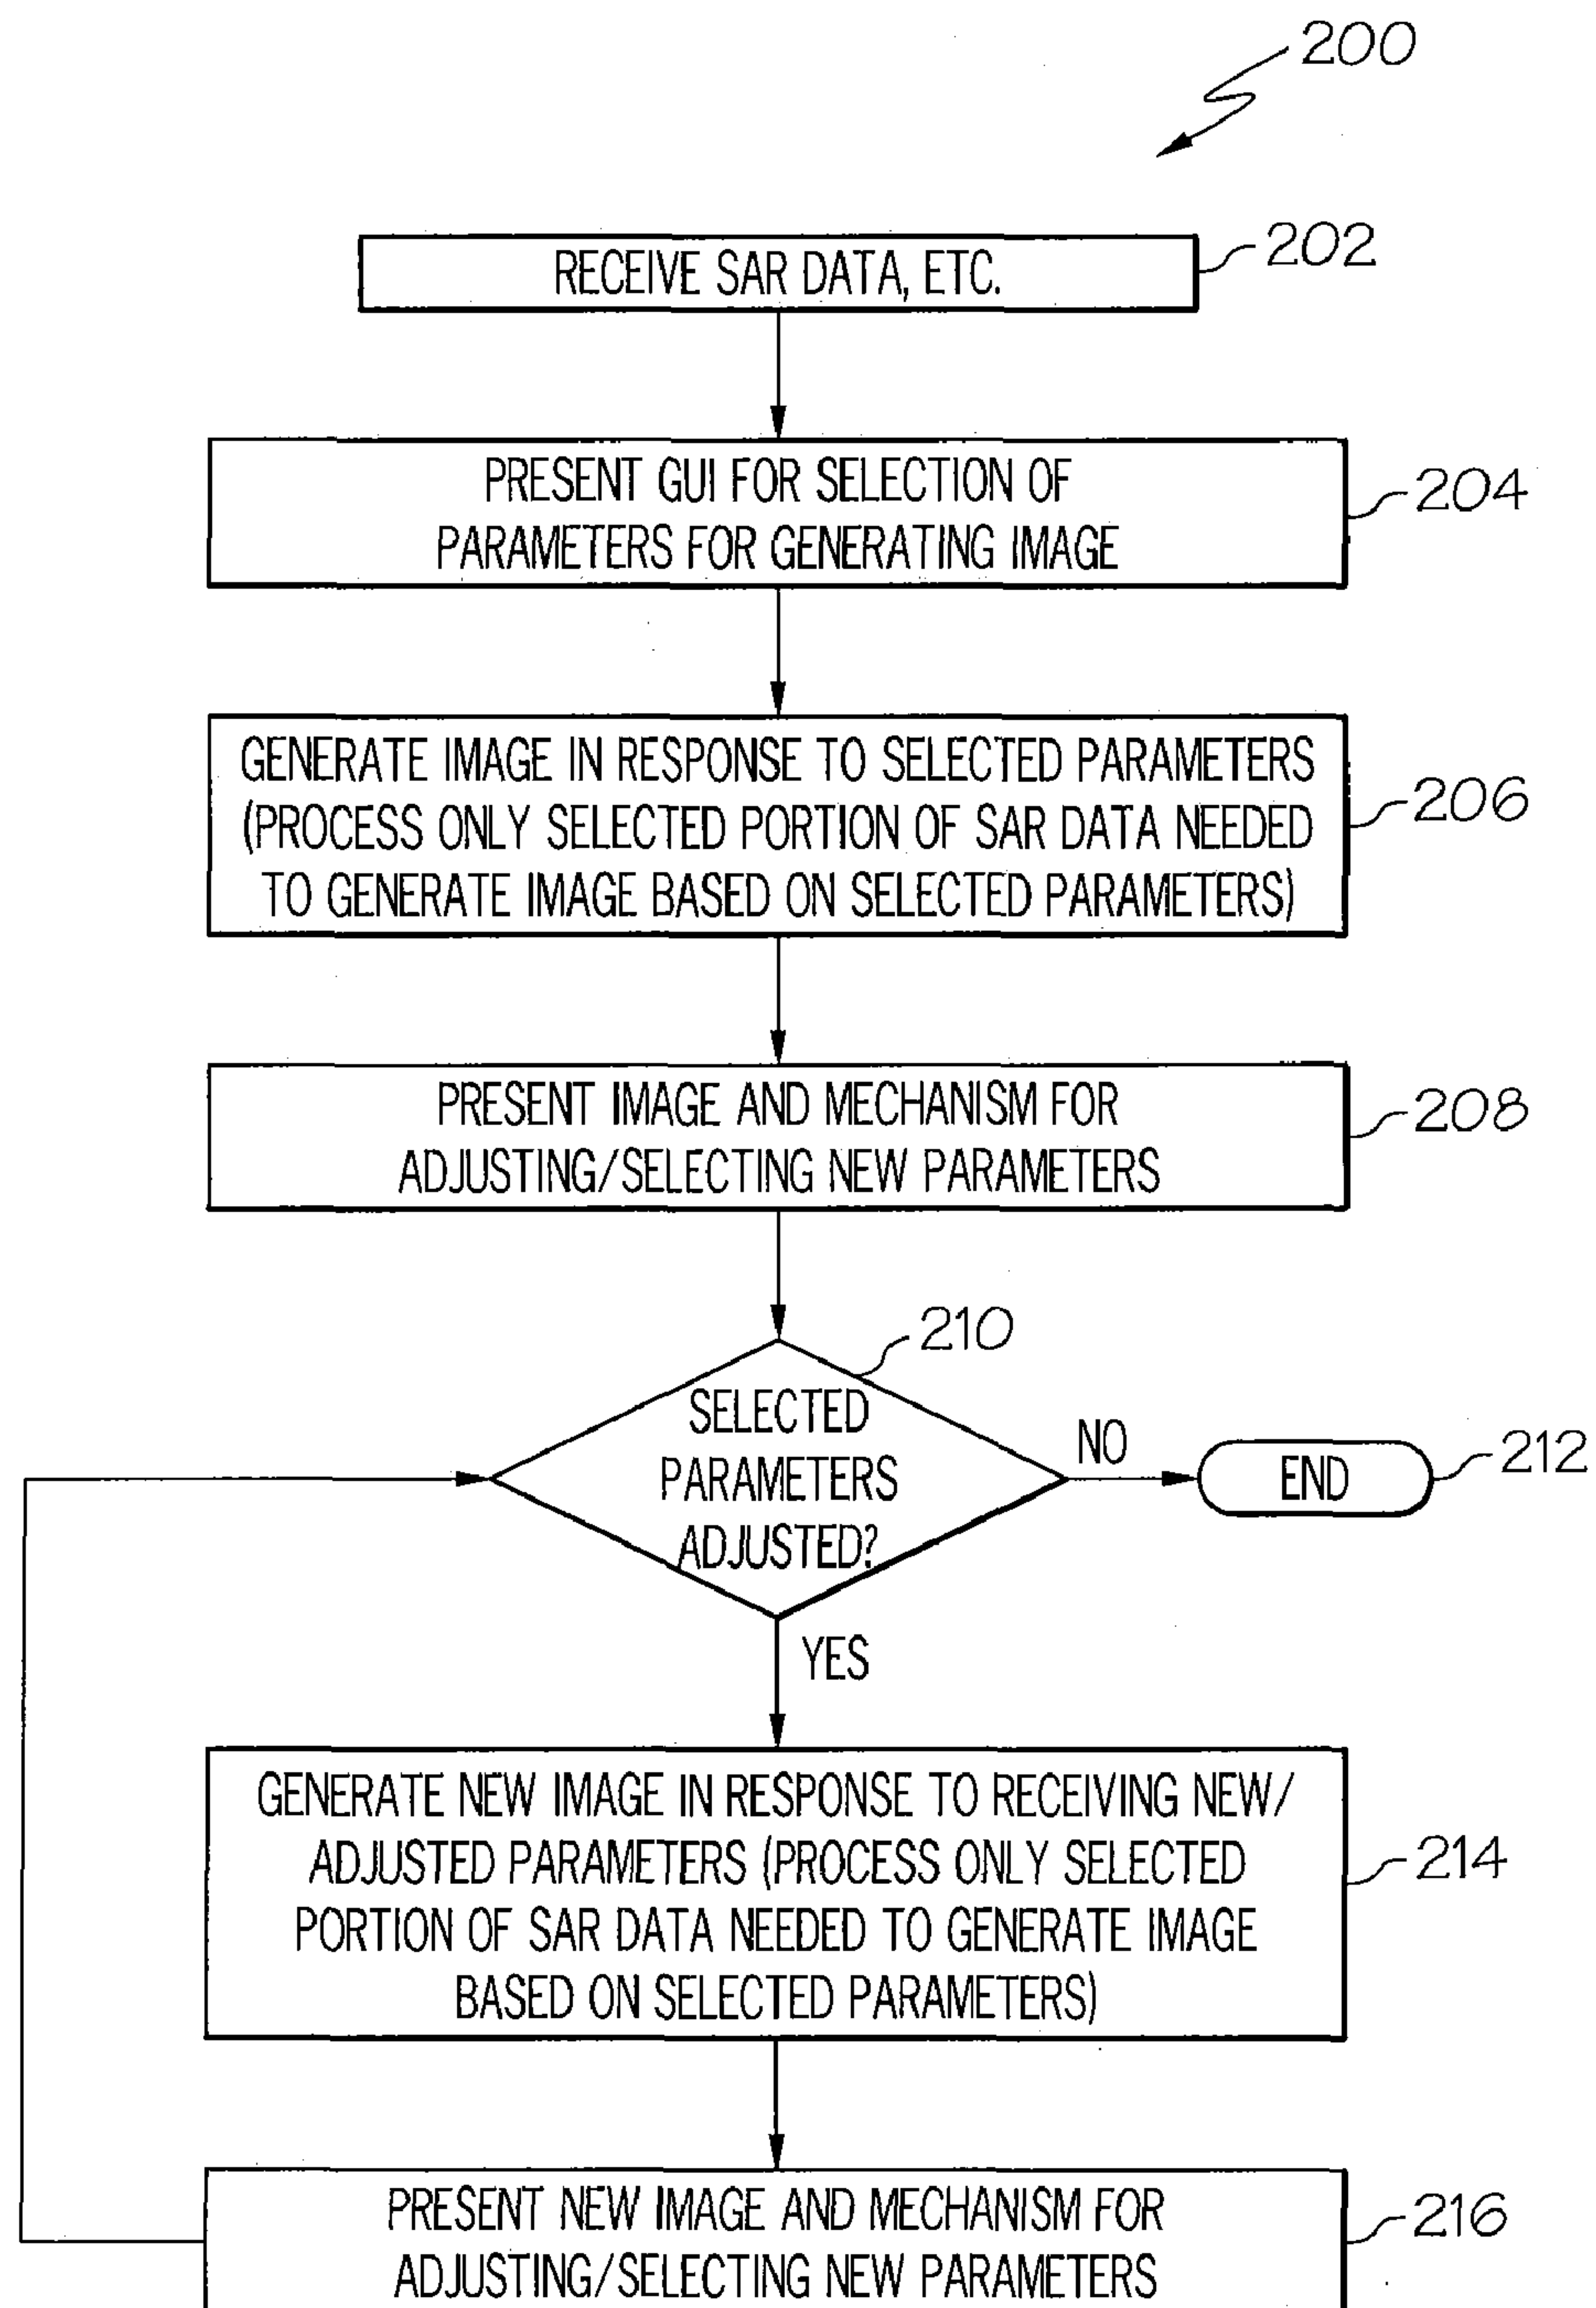 200
RECEIVE SAR DATA, ETC.
202
PRESENT GUI FOR SELECTION OF
PARAMETERS FOR GENERATING IMAGE
204
GENERATE IMAGE IN RESPONSE TO SELECTED PARAMETERS
(PROCESS ONLY SELECTED PORTION OF SAR DATA NEEDED
TO GENERATE IMAGE BASED ON SELECTED PARAMETERS)
206
PRESENT IMAGE AND MECHANISM FOR
ADJUSTING/SELECTING NEW PARAMETERS
208
210
SELECTED
PARAMETERS
ADJUSTED?
NO
END
212
YES
GENERATE NEW IMAGE IN RESPONSE TO RECEIVING NEW/
ADJUSTED PARAMETERS (PROCESS ONLY SELECTED
PORTION OF SAR DATA NEEDED TO GENERATE IMAGE
BASED ON SELECTED PARAMETERS)
214
PRESENT NEW IMAGE AND MECHANISM FOR
ADJUSTING/SELECTING NEW PARAMETERS
216